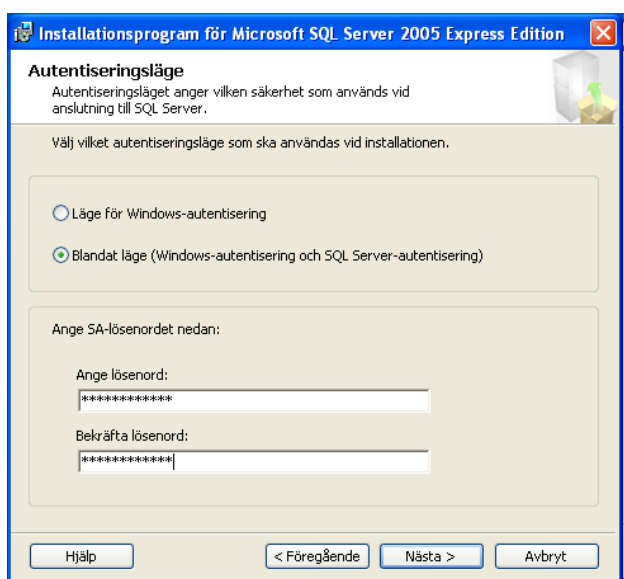 Installationsprogram för Microsoft SQL Server 2005 Express Edition
Autentiseringsläge
Autentiseringsläget anger vilken säkerhet som används vid
anslutning till SQL Server.
Välj vilket autentiseringsläge som ska användas vid installationen.
Läge för Windows-autentisering
Blandat läge (Windows-autentisering och SQL Server-autentisering)
Ange SA-lösenordet nedan:
Ange lösenord:
************
Bekräfta lösenord:
************
Hjälp
< Föregående
Nästa >
Avbryt